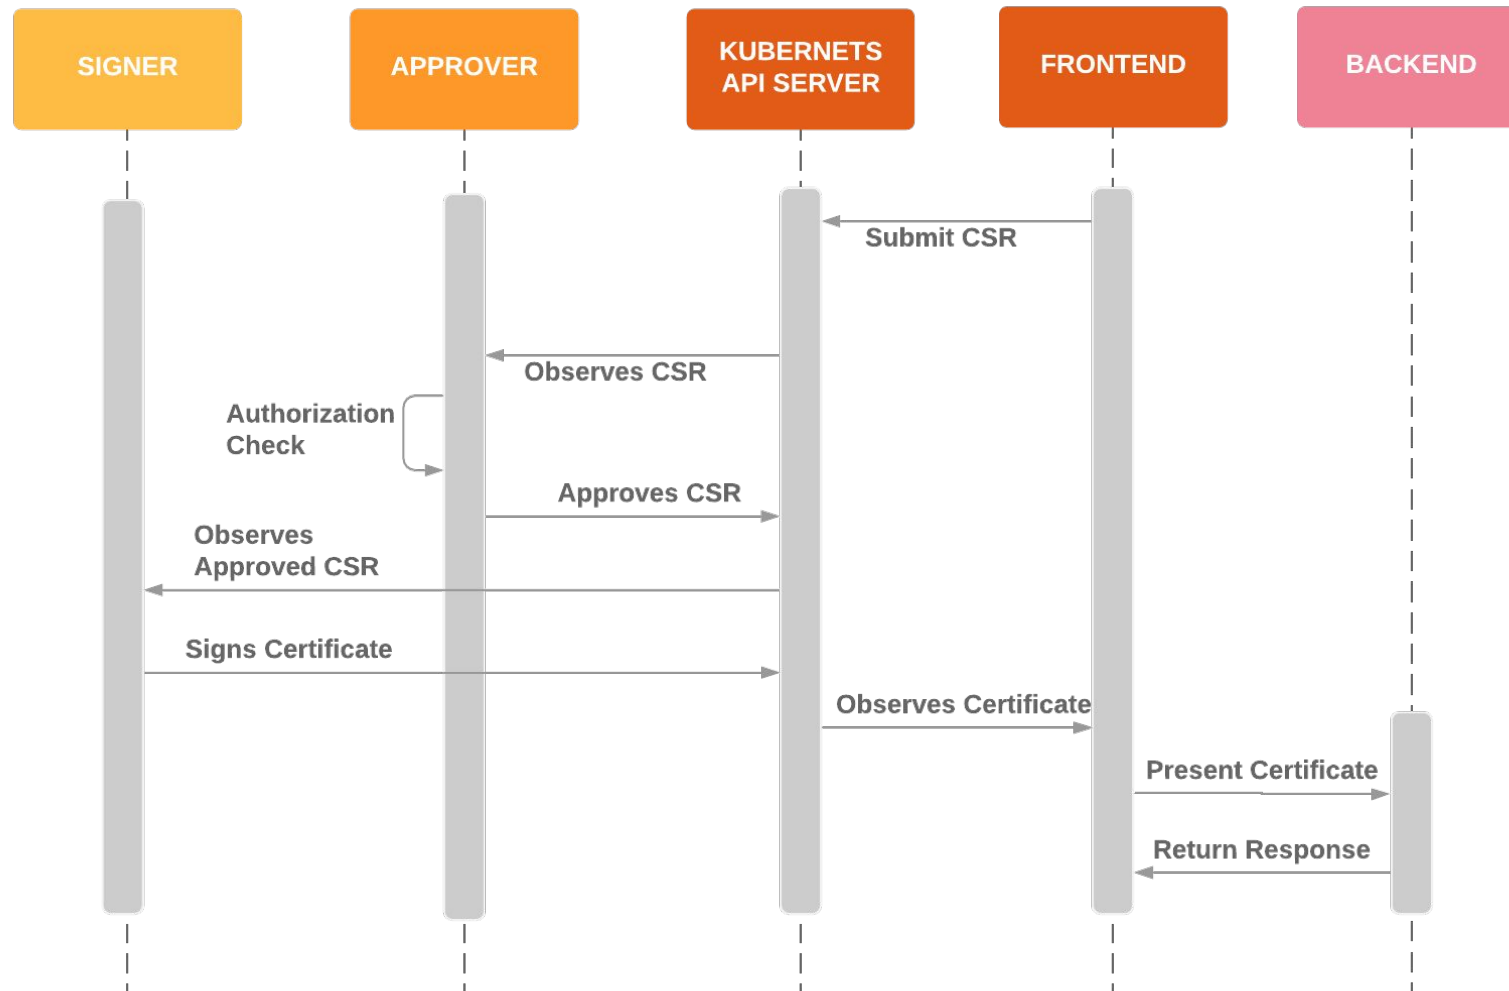 SIGNER
APPROVER
KUBERNETS
API SERVER
FRONTEND
BACKEND
Submit CSR
Observes CSR
Authorization
Check
Approves CSR
Observes
Approved CSR
Signs Certificate
Observes Certificate
Present Certificate
Return Response